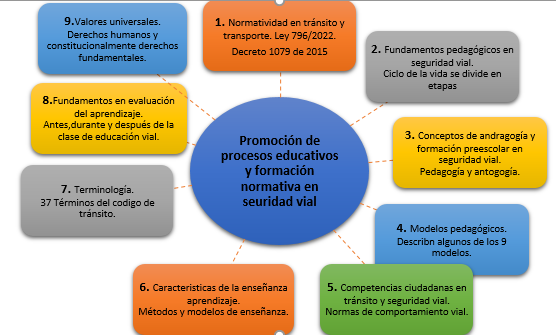 9.Valores universales.
Derechos humanos y
constitucionalmente derechos
fundamentales.
1. Normatividad en tránsito y
transporte. Ley 796/2022.
Decreto 1079 de 2015
2. Fundamentos pedagógicos en
seguridad vial.
Ciclo de la vida se divide en
etapas
8.Fundamentos en evaluación
del aprendizaje.
Antes,durante y después de la
clase de educación vial.
Promoción de
procesos educativos
y formación
normativa en
seuridad vial
3. Conceptos de andragogía y
formación preescolar en
seguridad vial.
Pedagogía y antogogía.
7. Terminología.
37 Términos del codigo de
tránsito.
4. Modelos pedagógicos.
Describn algunos de los 9
modelos.
6. Caracteristicas de la enseñanza
aprendizaje.
Métodos y modelos de enseñanza.
5. Competencias ciudadanas en
tránsito y seguridad vial.
Normas de comportamiento vial.